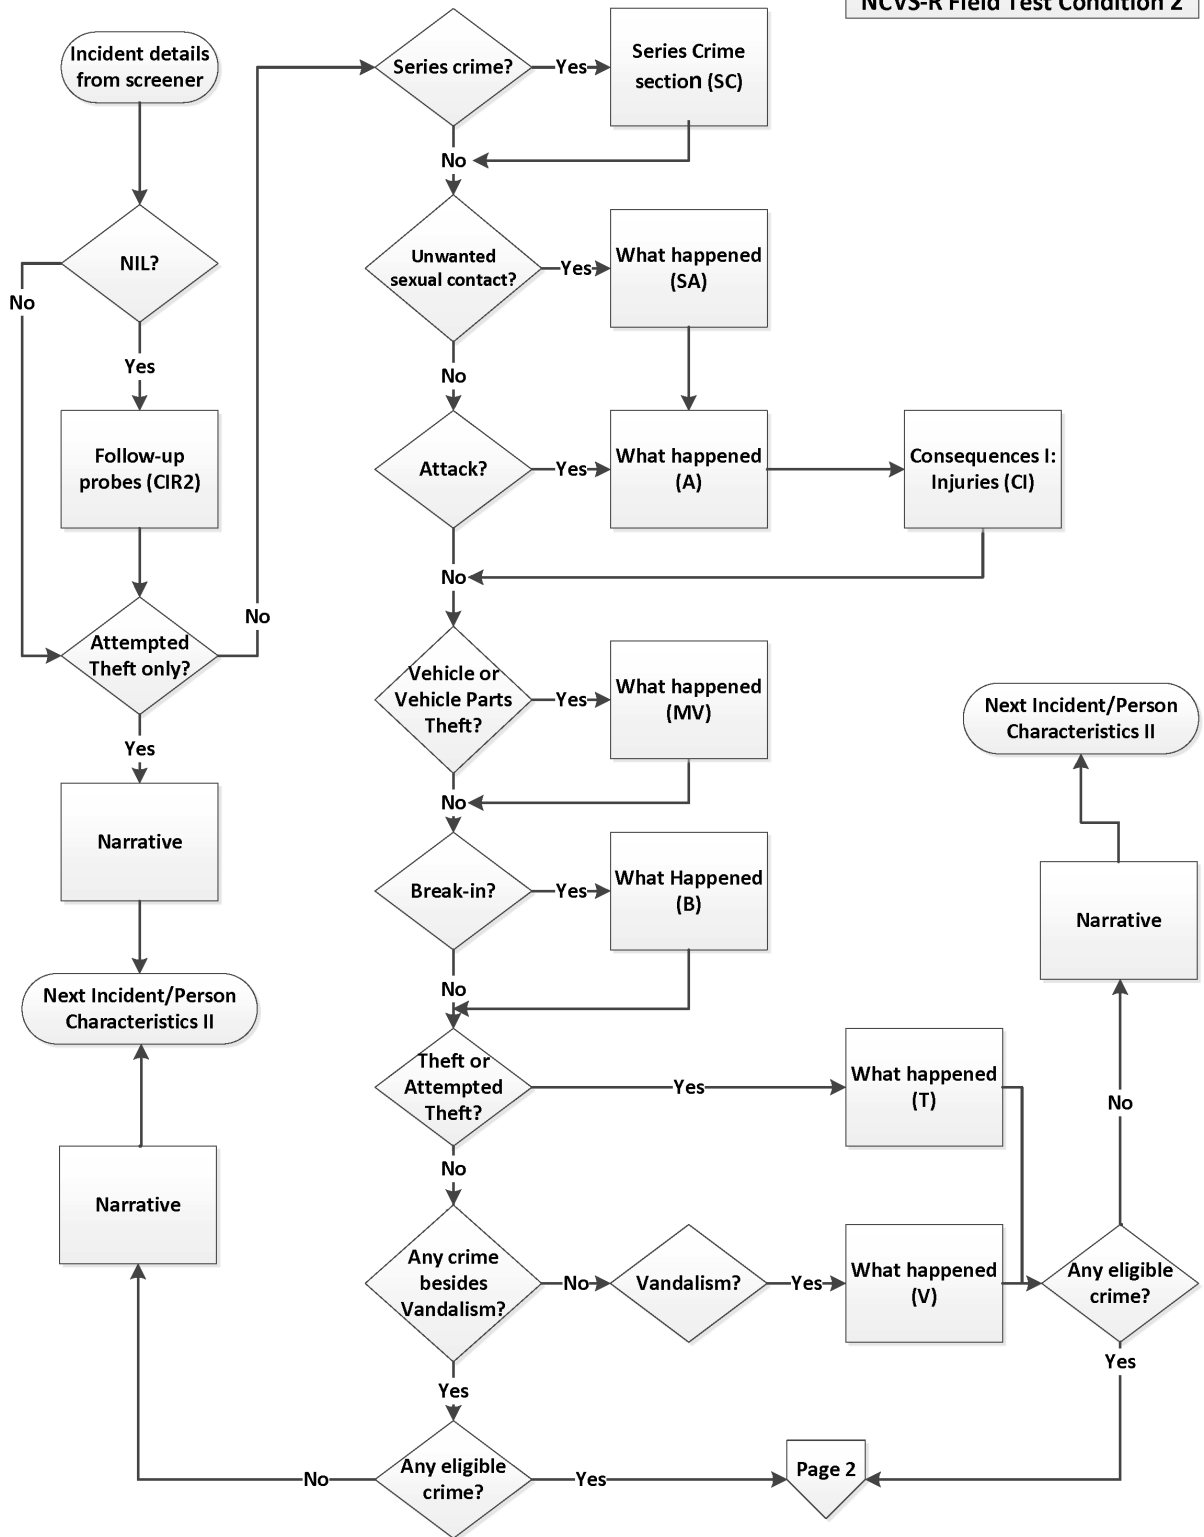 NCVS-R Field Test Condition 2
Incident details
from screener
Series crime?
Yes
Series Crime
section (SC)
No
NIL?
No
Yes
Unwanted
sexual contact?
Yes
What happened
(SA)
No
Follow-up
probes (CIR2)
Attack?
Yes
What happened
(A)
Consequences I:
Injuries (CI)
No
Attempted
Theft only?
No
Yes
Vehicle or
Vehicle Parts
Theft?
Yes
What happened
(MV)
No
Next Incident/Person
Characteristics II
Narrative
Break-in?
Yes
What Happened
(B)
No
Narrative
Next Incident/Person
Characteristics II
Theft or
Attempted
Theft?
Yes
What happened
(T)
No
No
Narrative
Any crime
besides
Vandalism?
No
Vandalism?
Yes
What happened
(V)
Any eligible
crime?
Yes
Yes
Any eligible
crime?
No
Yes
Page 2